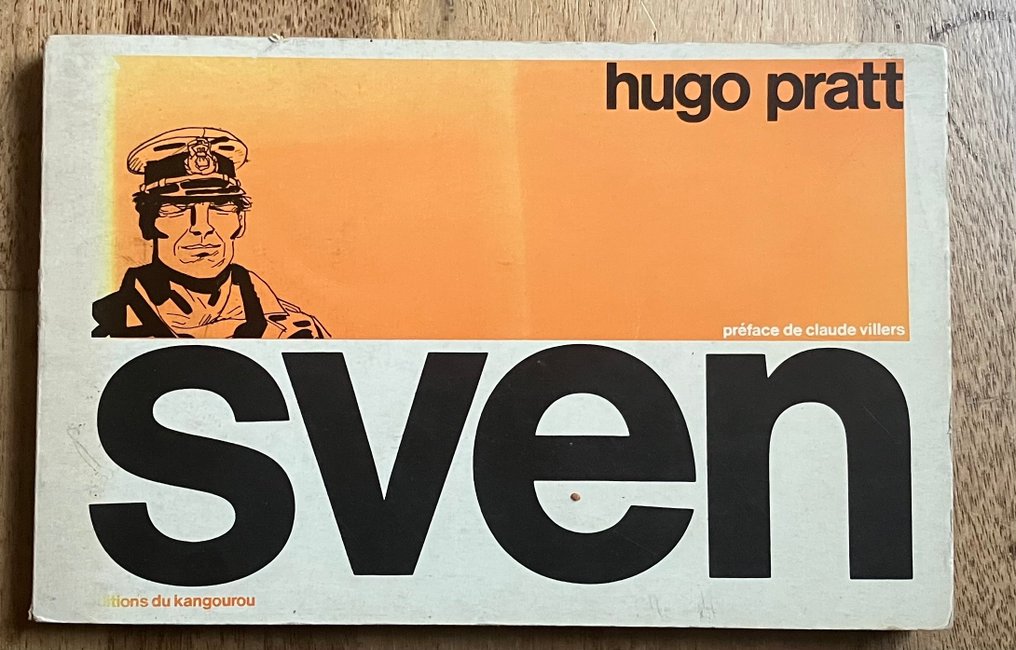 hugo pratt
préface de claude villers
sven
itions du kangourou